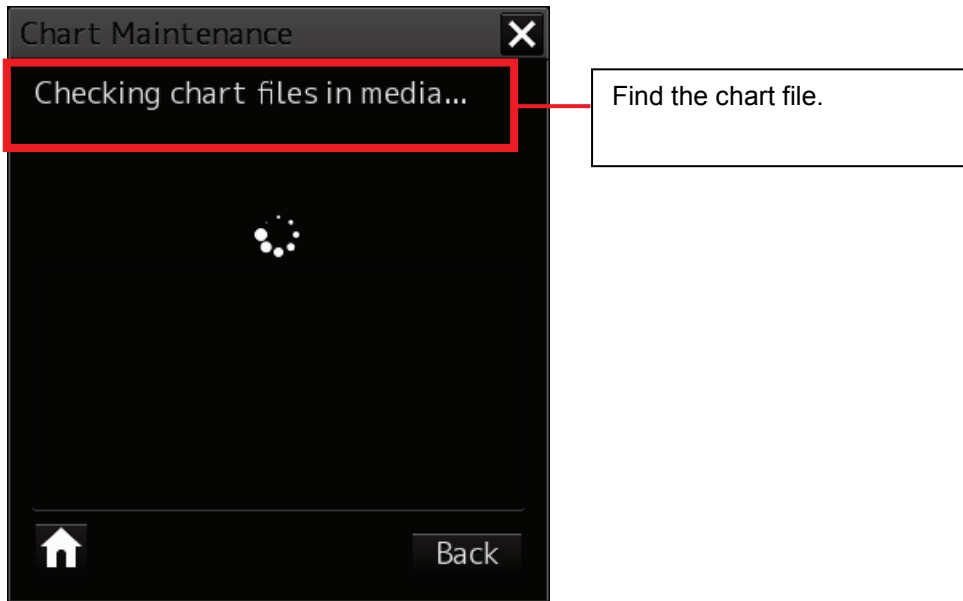 Chart Maintenance
Checking chart files in media...
Find the chart file.
Back